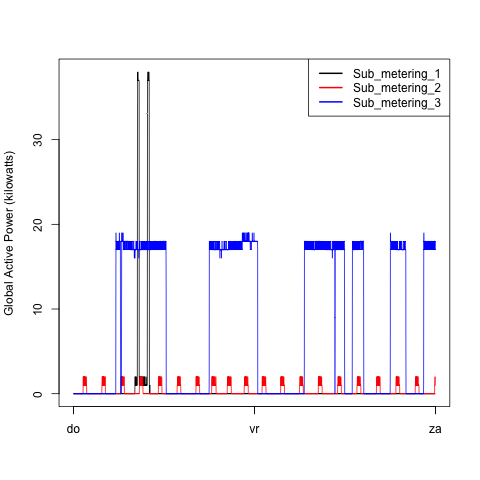 Sub_metering_1
Sub_metering_2
Sub_metering_3
Global Active Power (kilowatts)
30
20
10
0
do vr za